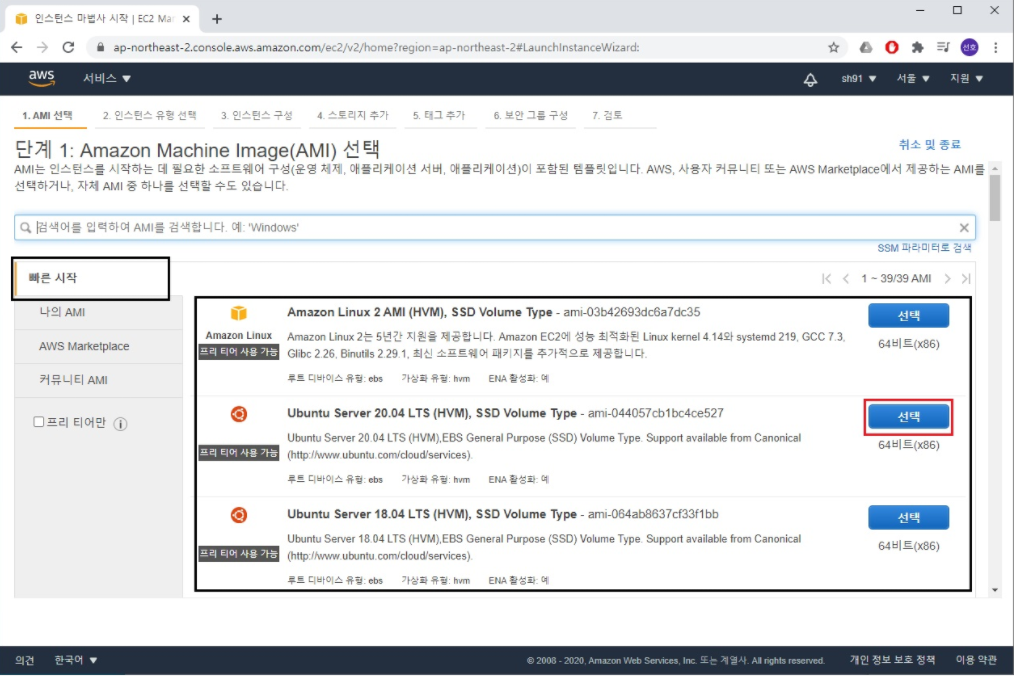 인스턴스 마법사 시작 | EC2 Mar
ap-northeast-2.console.aws.amazon.com/ec2/v2/home?region=ap-northeast-2#LaunchInstanceWizard:
선호
aws 서비스 sh91 서울 지원
1. AMI 선택 2. 인스턴스 유형 선택 3. 인스턴스 구성 4. 스토리지 추가 5. 태그 추가 6. 보안 그룹 구성 7. 검토
단계 1: Amazon Machine Image(AMI) 선택
취소 및 종료
AMI는 인스턴스를 시작하는 데 필요한 소프트웨어 구성(운영 체제, 애플리케이션 서버, 애플리케이션)이 포함된 템플릿입니다. AWS, 사용자 커뮤니티 또는 AWS Marketplace에서 제공하는 AMI를
선택하거나, 자체 AMI 중 하나를 선택할 수도 있습니다.
검색어를 입력하여 AMI를 검색합니다. 예: 'Windows'
SSM 파라미터로 검색
빠른 시작
1 ~ 39/39 AMI
나의 AMI
AWS Marketplace
커뮤니티 AMI
프리 티어만
Amazon Linux
프리 티어 사용 가능
Amazon Linux 2 AMI (HVM), SSD Volume Type - ami-03b42693dc6a7dc35
Amazon Linux 2는 5년간 지원을 제공합니다. Amazon EC2에 성능 최적화된 Linux kernel 4.14와 systemd 219, GCC 7.3,
Glibc 2.26, Binutils 2.29.1, 최신 소프트웨어 패키지를 추가적으로 제공합니다.
루트 디바이스 유형: ebs 가상화 유형: hvm ENA 활성화: 예
선택
64비트(x86)
프리 티어 사용 가능
Ubuntu Server 20.04 LTS (HVM), SSD Volume Type - ami-044057cb1bc4ce527
Ubuntu Server 20.04 LTS (HVM),EBS General Purpose (SSD) Volume Type. Support available from Canonical
(http://www.ubuntu.com/cloud/services).
루트 디바이스 유형: ebs 가상화 유형: hvm ENA 활성화: 예
선택
64비트(x86)
프리 티어 사용 가능
Ubuntu Server 18.04 LTS (HVM), SSD Volume Type - ami-064ab8637cf33f1bb
Ubuntu Server 18.04 LTS (HVM),EBS General Purpose (SSD) Volume Type. Support available from Canonical
(http://www.ubuntu.com/cloud/services).
루트 디바이스 유형: ebs 가상화 유형: hvm ENA 활성화: 예
선택
64비트(x86)
의견 한국어 © 2008 - 2020, Amazon Web Services, Inc. 또는 계열사. All rights reserved. 개인 정보 보호 정책 이용 약관